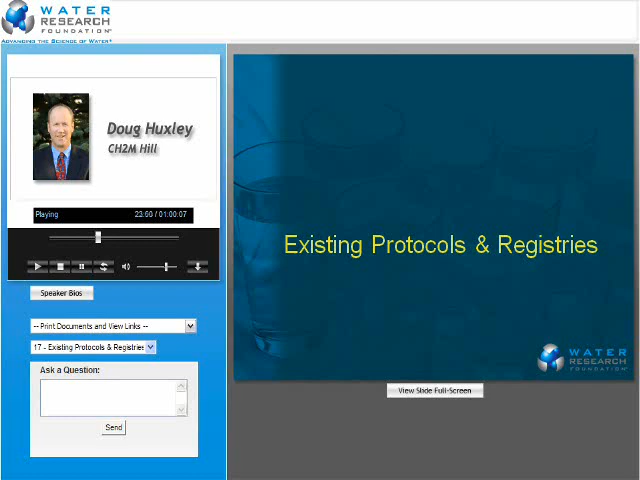 WATER
RESEARCH
FOUNDATION
ADVANCING THE SCIENCE OF WATER
Doug Huxley
CH2M Hill
Playing 23:00 / 01:00:07
Speaker Bios
-- Print Documents and View Links --
17 - Existing Protocols & Registries
Ask a Question:
Send
Existing Protocols & Registries
WATER
RESEARCH
FOUNDATION
View Slide Full-Screen